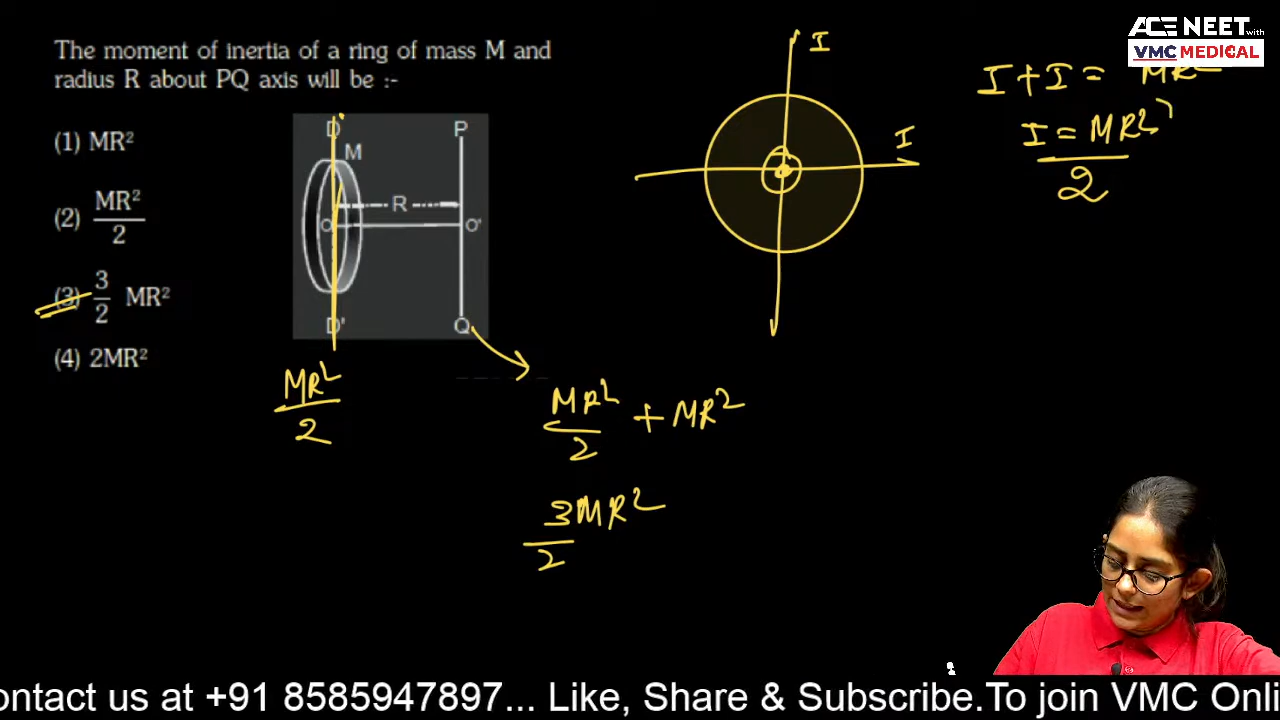 ACE NEET with
VMC MEDICAL
The moment of inertia of a ring of mass M and
radius R about PQ axis will be :-
(1) MR²
(2) MR²/2
(3) 3/2 MR²
(4) 2MR²
D
P
M
R
O
O'
D'
Q
I
I
I + I = MR²
I = MR²
2
MR²
2
MR²/2 + MR²
3MR²
2
ontact us at +91 8585947897... Like, Share & Subscribe.To join VMC Onli